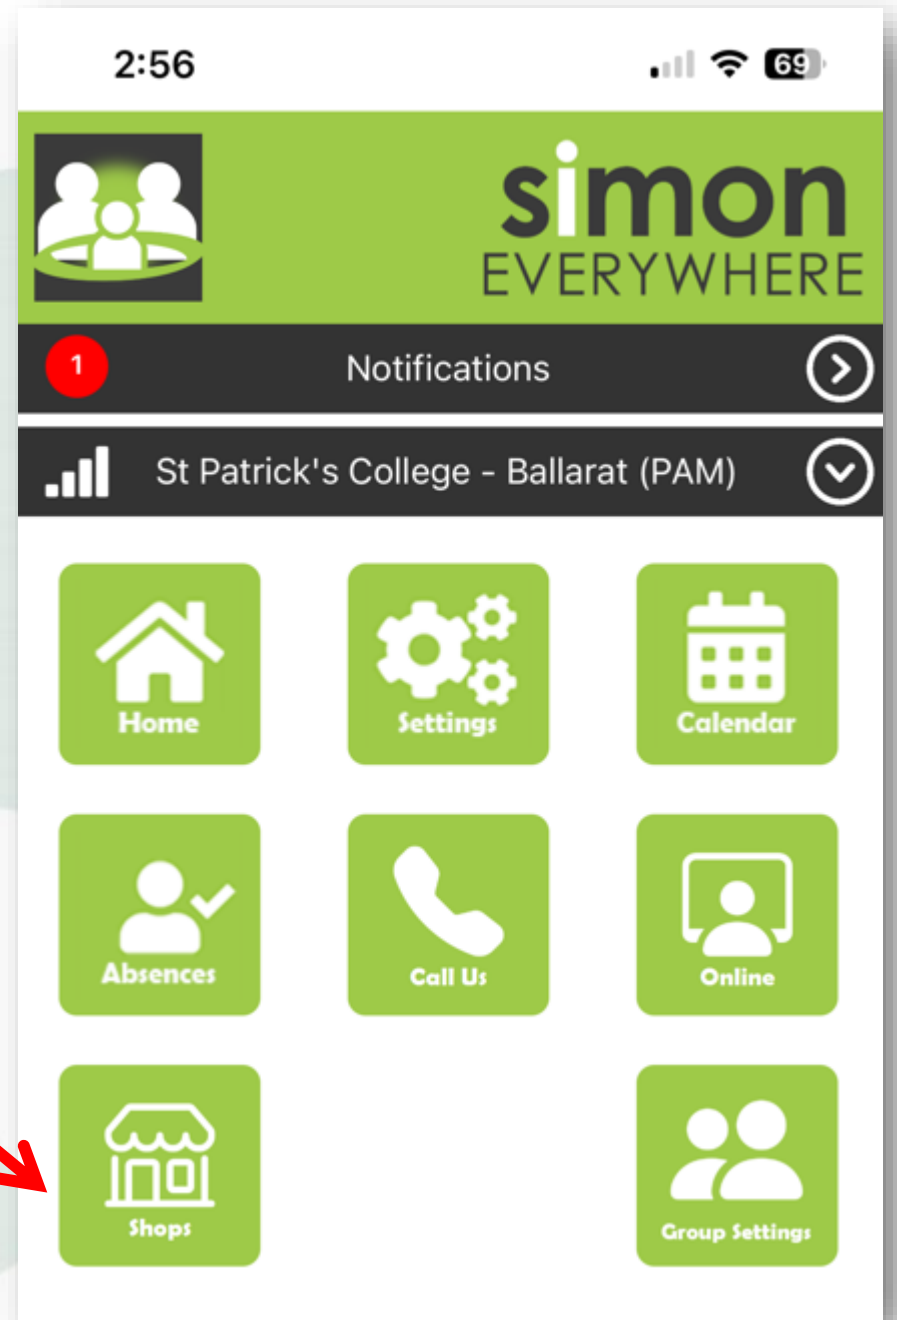 2:56
69
simon
EVERYWHERE
1
Notifications
St Patrick's College - Ballarat (PAM)
Home
Settings
Calendar
Absences
Call Us
Online
Shops
Group Settings